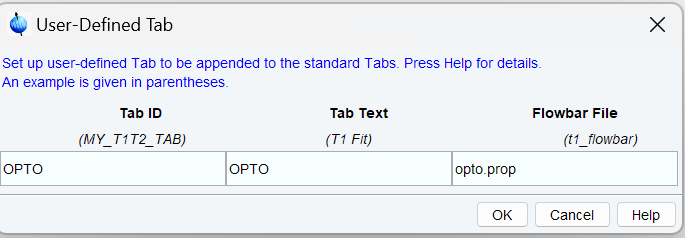 User-Defined Tab
Set up user-defined Tab to be appended to the standard Tabs. Press Help for details.
An example is given in parentheses.
Tab ID Tab Text Flowbar File
(MY_T1T2_TAB) (T1 Fit) (t1_flowbar)
OPTO OPTO opto.prop
OK Cancel Help